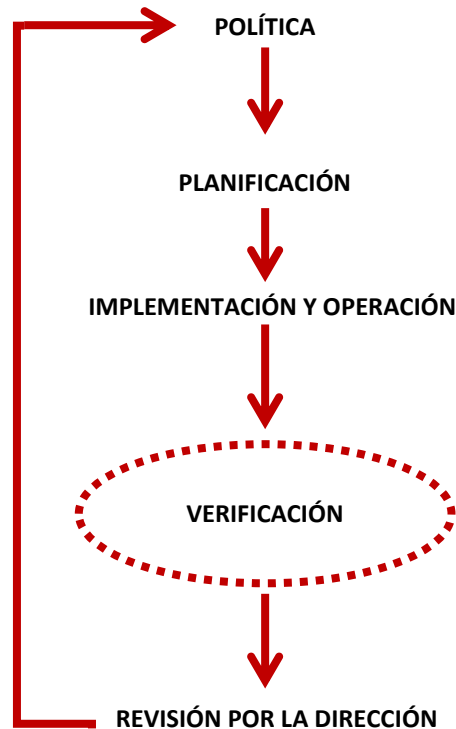 POLÍTICA
PLANIFICACIÓN
IMPLEMENTACIÓN Y OPERACIÓN
VERIFICACIÓN
REVISIÓN POR LA DIRECCIÓN